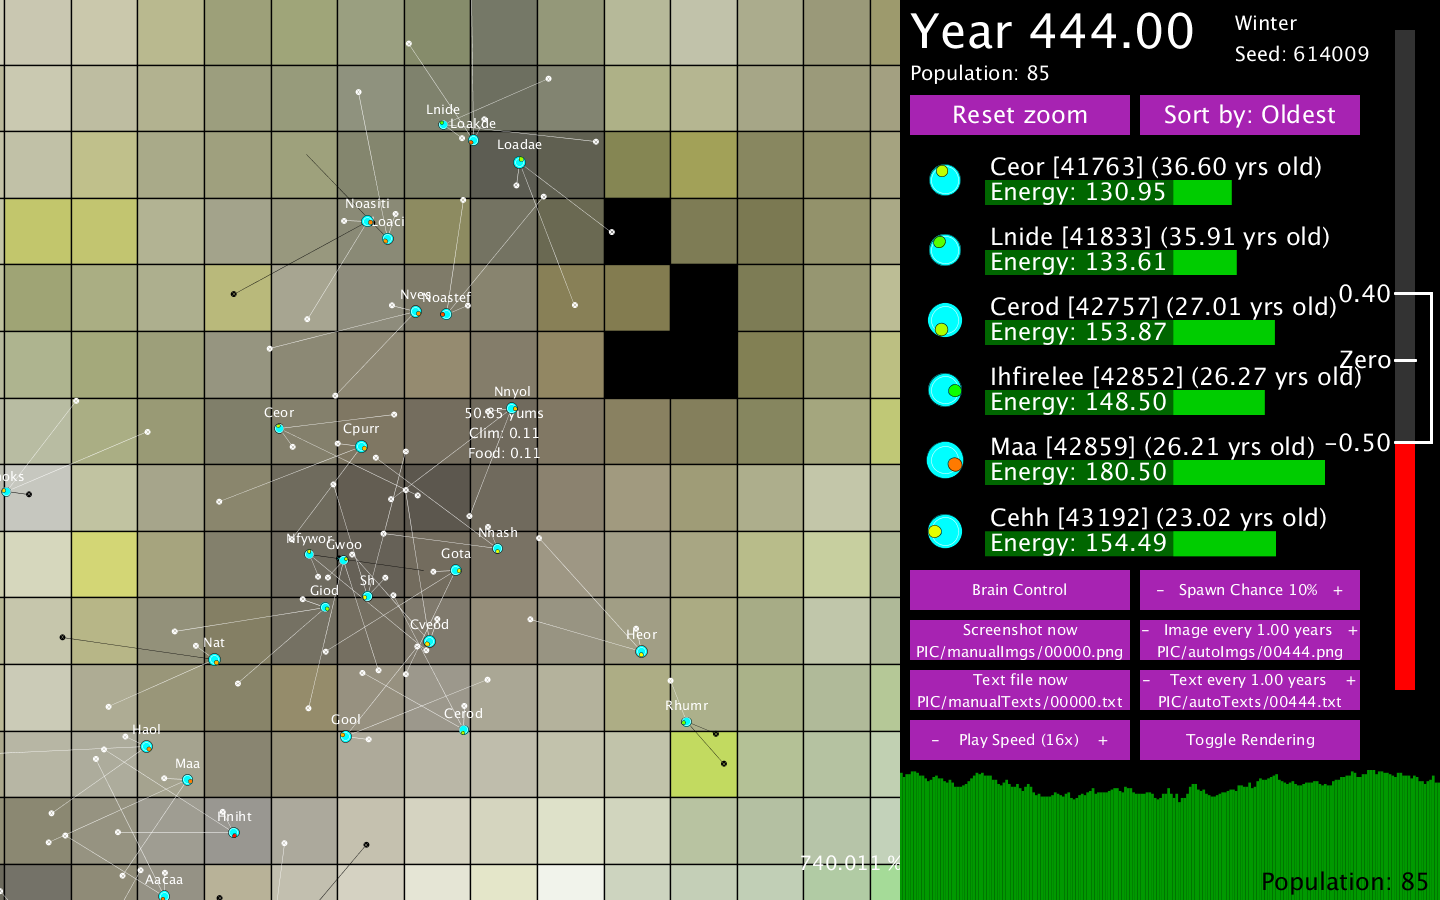 Year 444.00
Winter
Seed: 614009
Population: 85
Reset zoom
Sort by: Oldest
Ceor [41763] (36.60 yrs old)
Energy: 130.95
Lnide [41833] (35.91 yrs old)
Energy: 133.61
Cerod [42757] (27.01 yrs old)
Energy: 153.87
Ihfirelee [42852] (26.27 yrs old)
Energy: 148.50
Maa [42859] (26.21 yrs old)
Energy: 180.50
Cehh [43192] (23.02 yrs old)
Energy: 154.49
0.40
Zero
-0.50
Brain Control
- Spawn Chance 10% +
Screenshot now
PIC/manualImgs/00000.png
- Image every 1.00 years +
PIC/autoImgs/00444.png
Text file now
PIC/manualTexts/00000.txt
- Text every 1.00 years +
PIC/autoTexts/00444.txt
- Play Speed (16x) +
Toggle Rendering
Population: 85
Lnide
Loakde
Loadae
Noasiti
Loaci
Noastef
Nnyol
50.85 yums
Clim: 0.11
Food: 0.11
Ceor
Cpurr
Nhash
Nfywor
Gwoo
Gota
Sh
Giod
Cveod
Heor
Nat
Rhumr
Cerod
Gool
Haol
Maa
Hniht
Aacaa
740.011 %